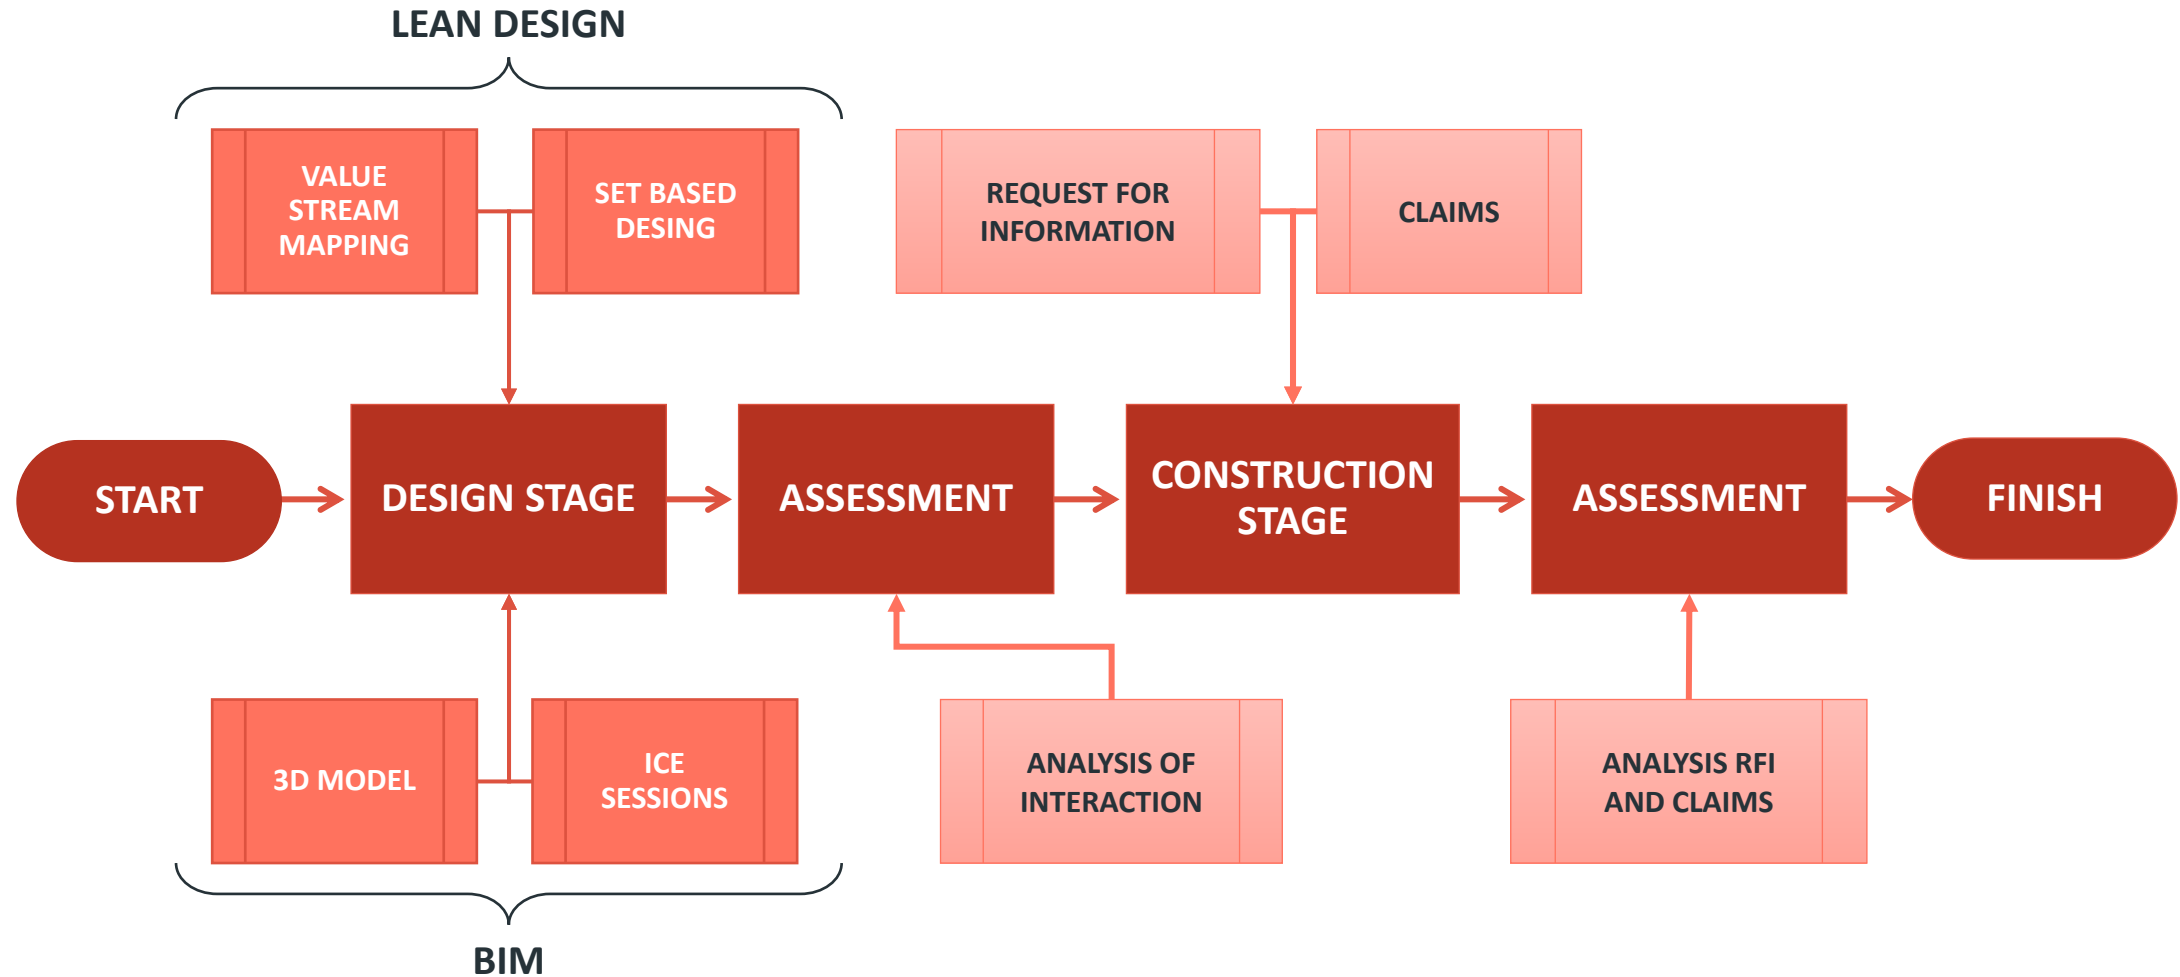 LEAN DESIGN
VALUE
STREAM
MAPPING
SET BASED
DESING
REQUEST FOR
INFORMATION
CLAIMS
START
DESIGN STAGE
ASSESSMENT
CONSTRUCTION
STAGE
ASSESSMENT
FINISH
3D MODEL
ICE
SESSIONS
ANALYSIS OF
INTERACTION
ANALYSIS RFI
AND CLAIMS
BIM